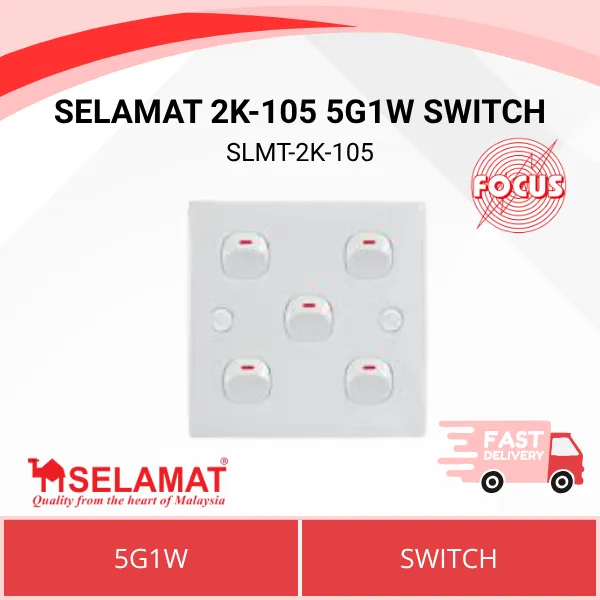 SELAMAT 2K-105 5G1W SWITCH
SLMT-2K-105
FOCUS
FAST
DELIVERY
SELAMAT®
Quality from the heart of Malaysia
5G1W
SWITCH